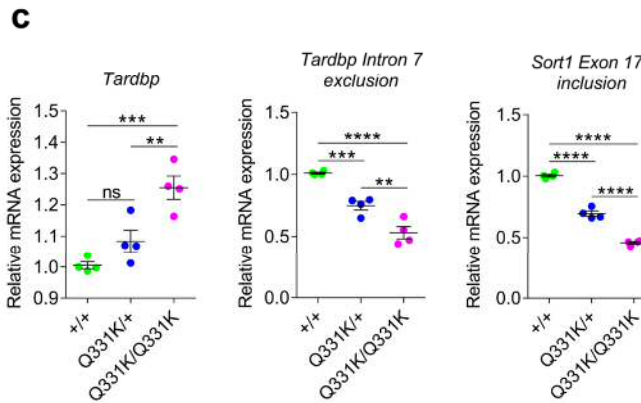 c
Tardbp
Relative mRNA expression
1.5
1.4
1.3
1.2
1.1
1.0
0.9
***
**
ns
+/+
Q331K/+
Q331K/Q331K
Tardbp Intron 7
exclusion
Relative mRNA expression
1.5
1.0
0.5
0.0
****
***
**
+/+
Q331K/+
Q331K/Q331K
Sort1 Exon 17
inclusion
Relative mRNA expression
1.5
1.0
0.5
0.0
****
****
****
+/+
Q331K/+
Q331K/Q331K